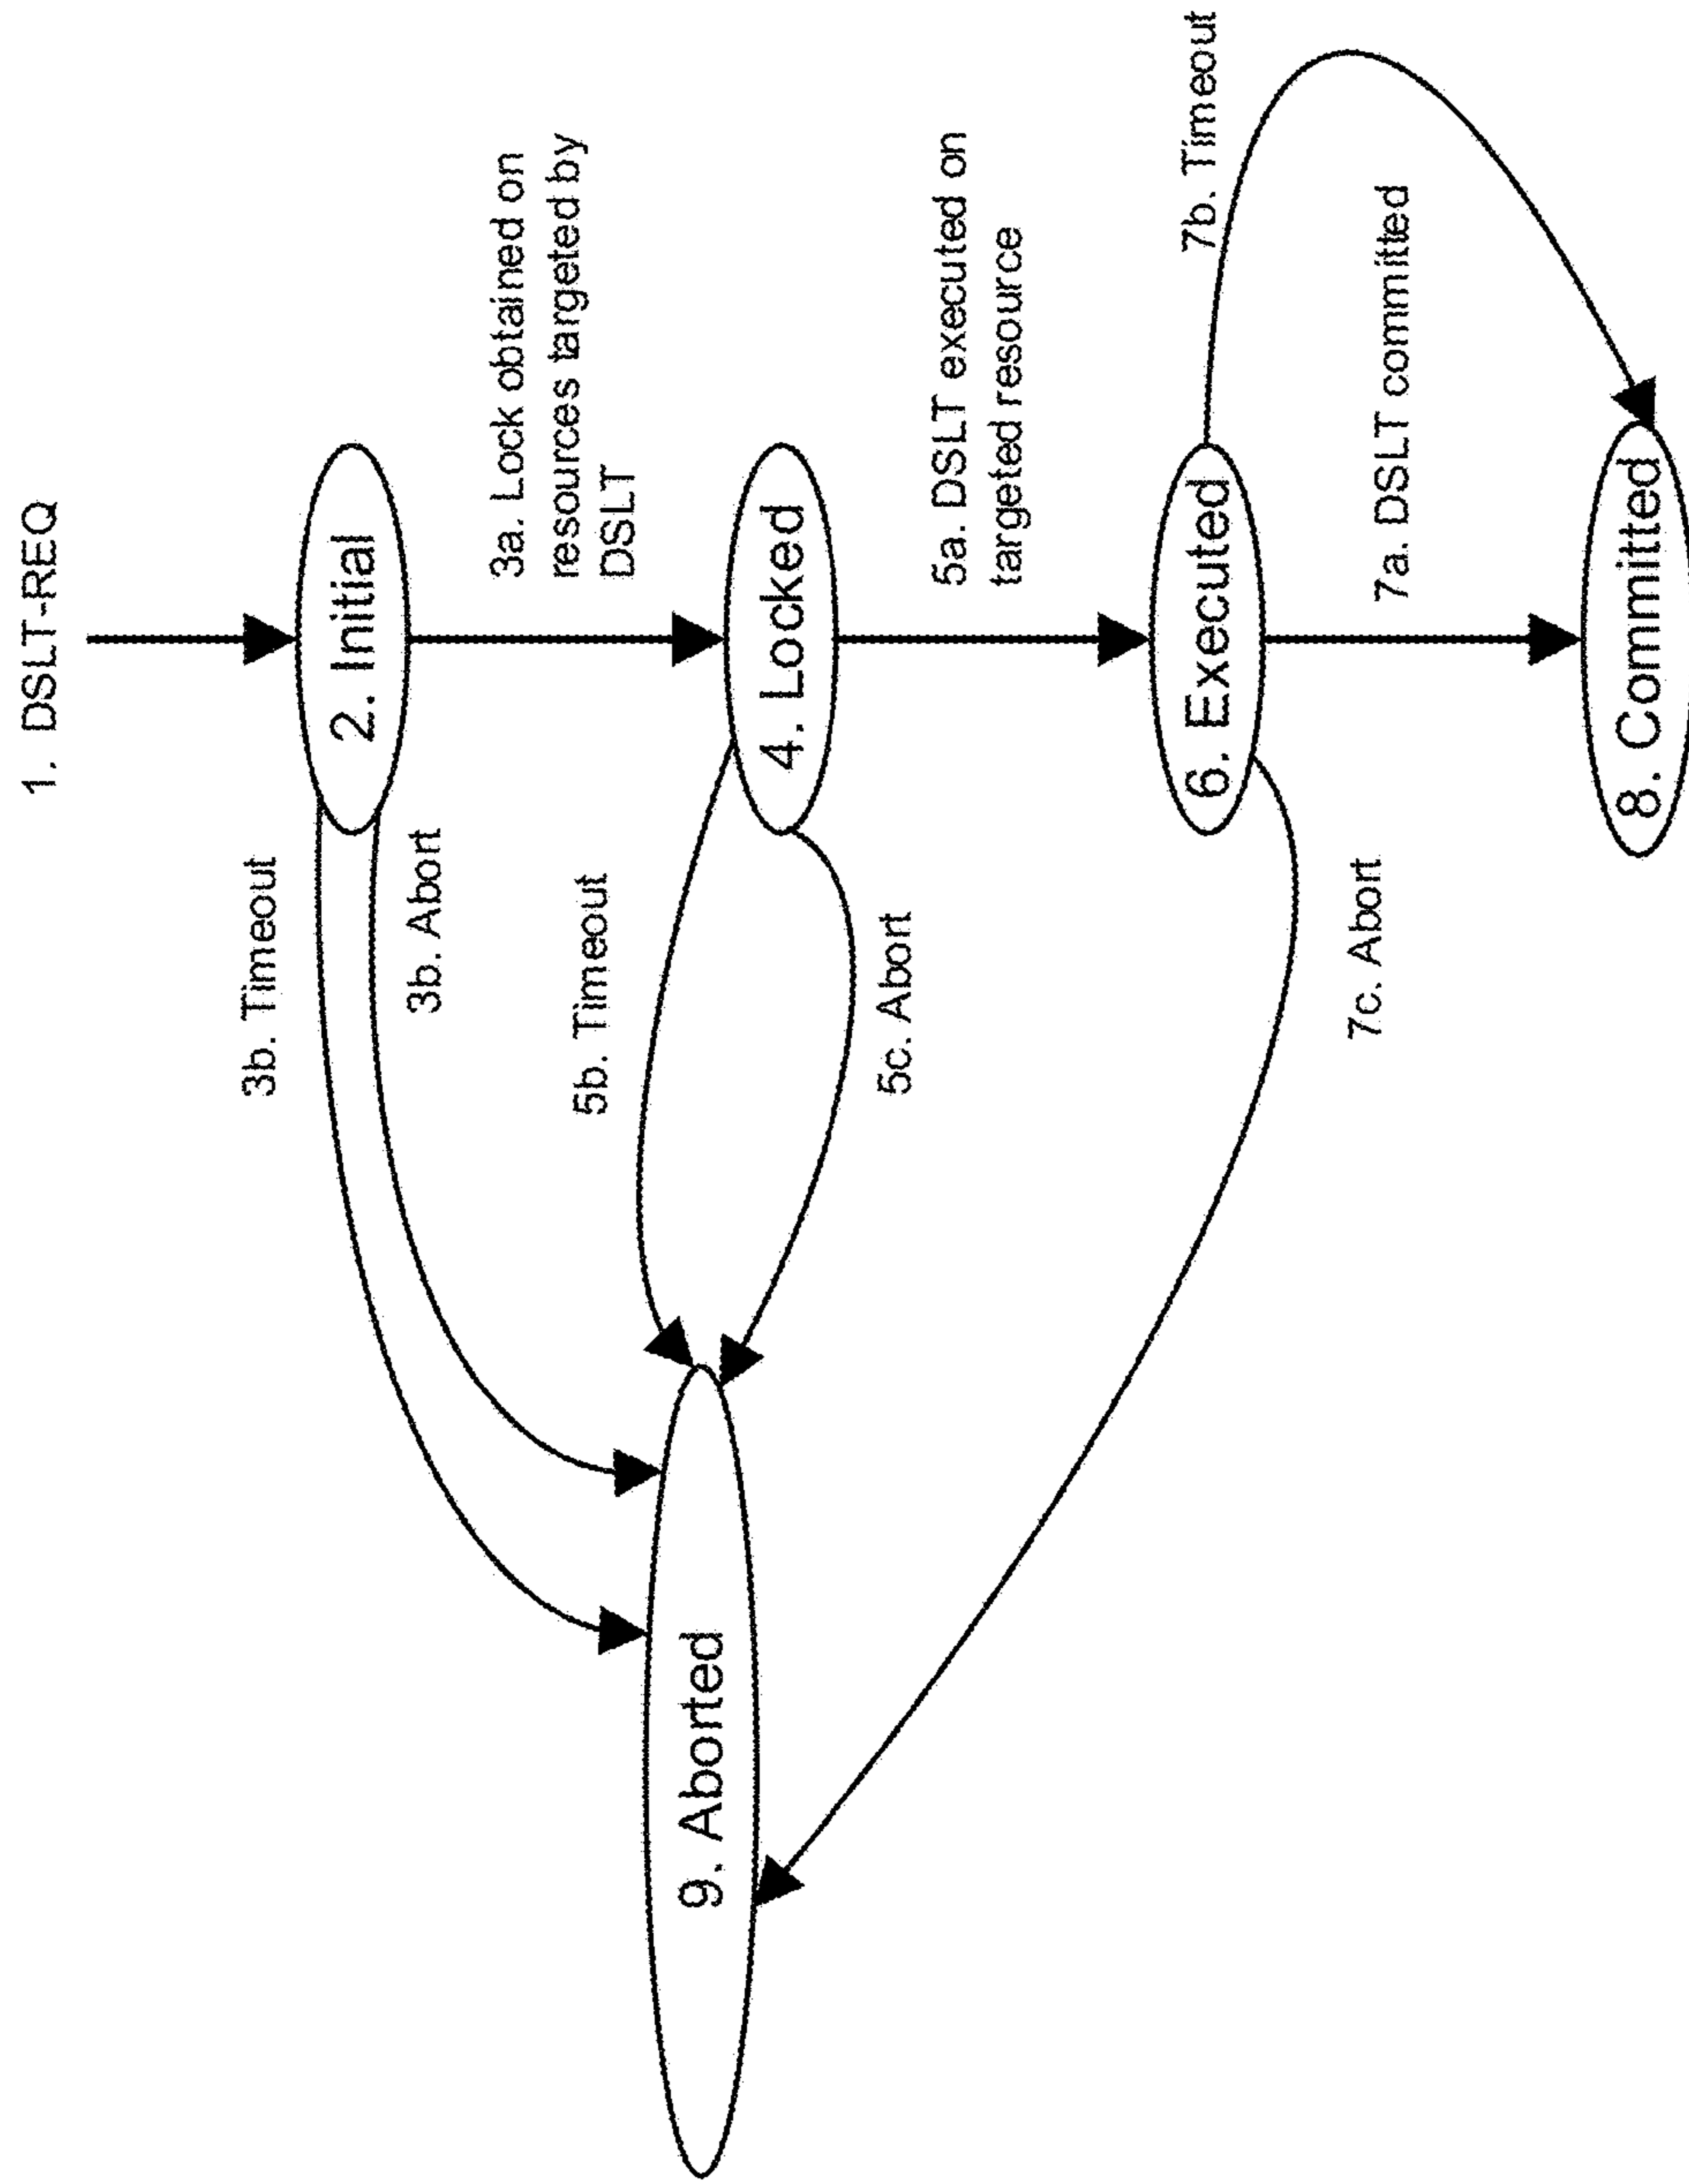 1. DSLT-REQ
2. Initial
3b. Timeout
3b. Abort
3a. Lock obtained on
resources targeted by
DSLT
4. Locked
5b. Timeout
5c. Abort
9. Aborted
5a. DSLT executed on
targeted resource
6. Executed
7b. Timeout
7c. Abort
7a. DSLT committed
8. Committed